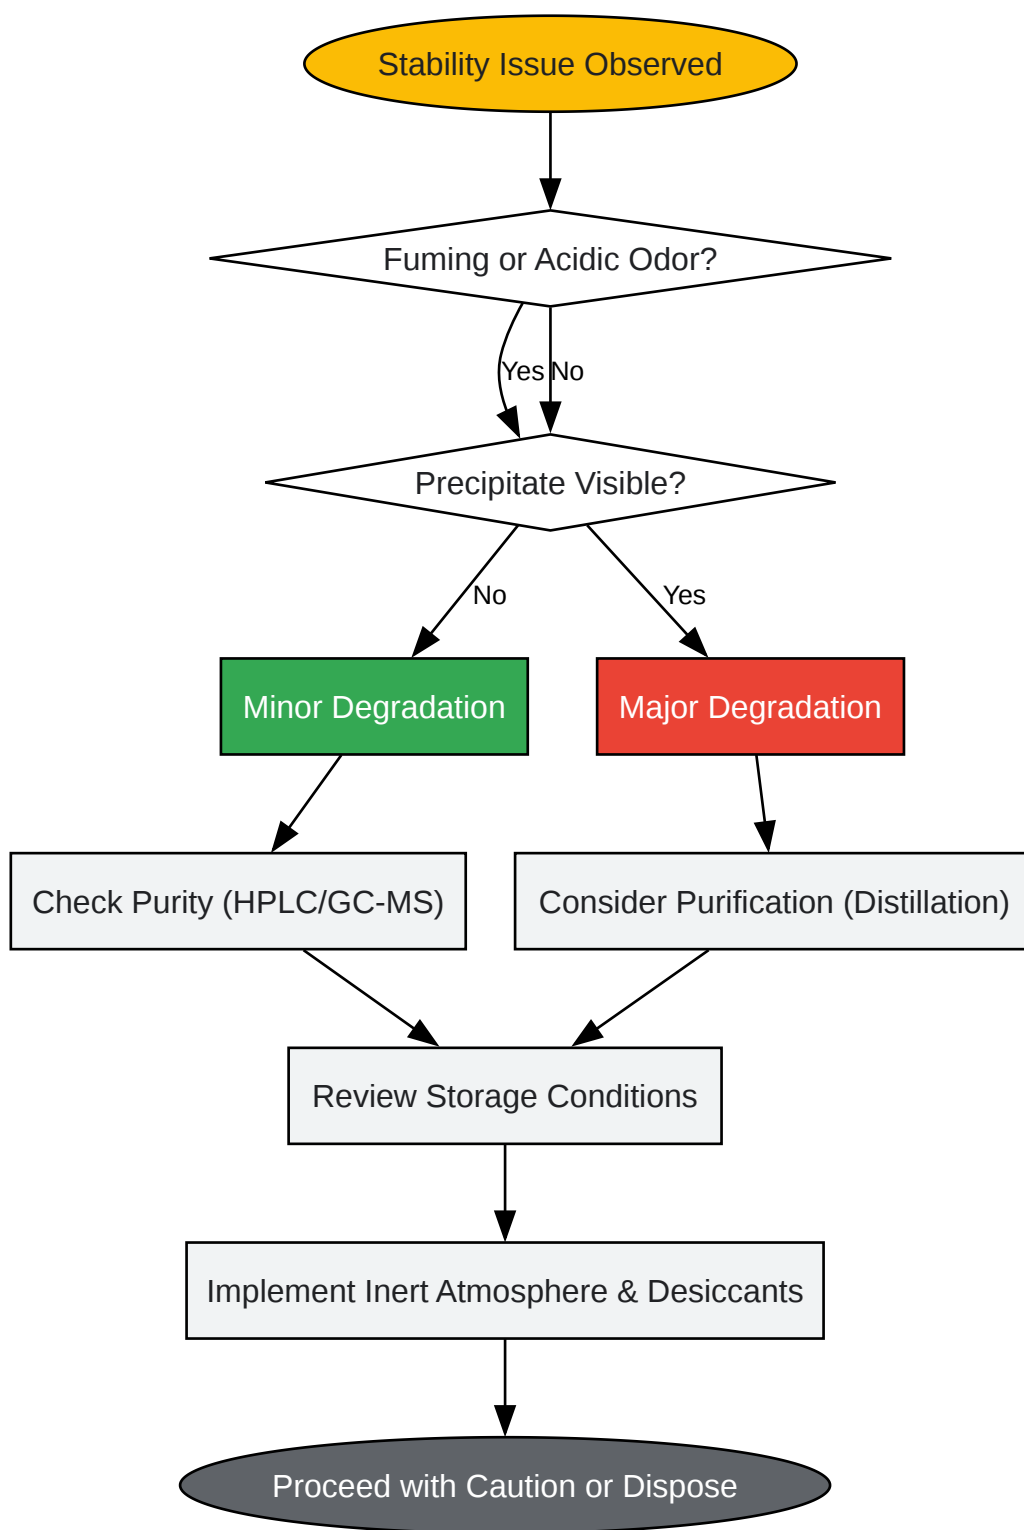 Stability Issue Observed
Fuming or Acidic Odor?
Yes No
Precipitate Visible?
No
Yes
Minor Degradation
Major Degradation
Check Purity (HPLC/GC-MS)
Consider Purification (Distillation)
Review Storage Conditions
Implement Inert Atmosphere & Desiccants
Proceed with Caution or Dispose